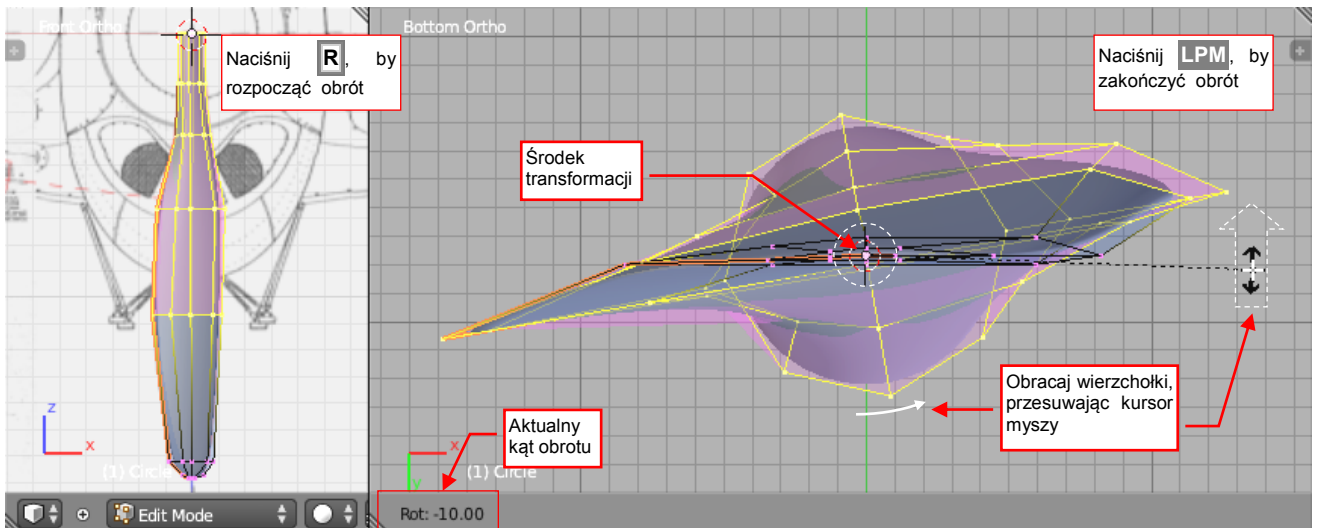 Front Ortho
Naciśnij R, by
rozpocząć obrót
z
x
(1) Circle
Edit Mode
Bottom Ortho
Naciśnij LPM, by
zakończyć obrót
Środek
transformacji
Obracaj wierzchołki,
przesuwając kursor
myszy
Aktualny
kąt obrotu
x
y
(1) Circle
Rot: -10.00